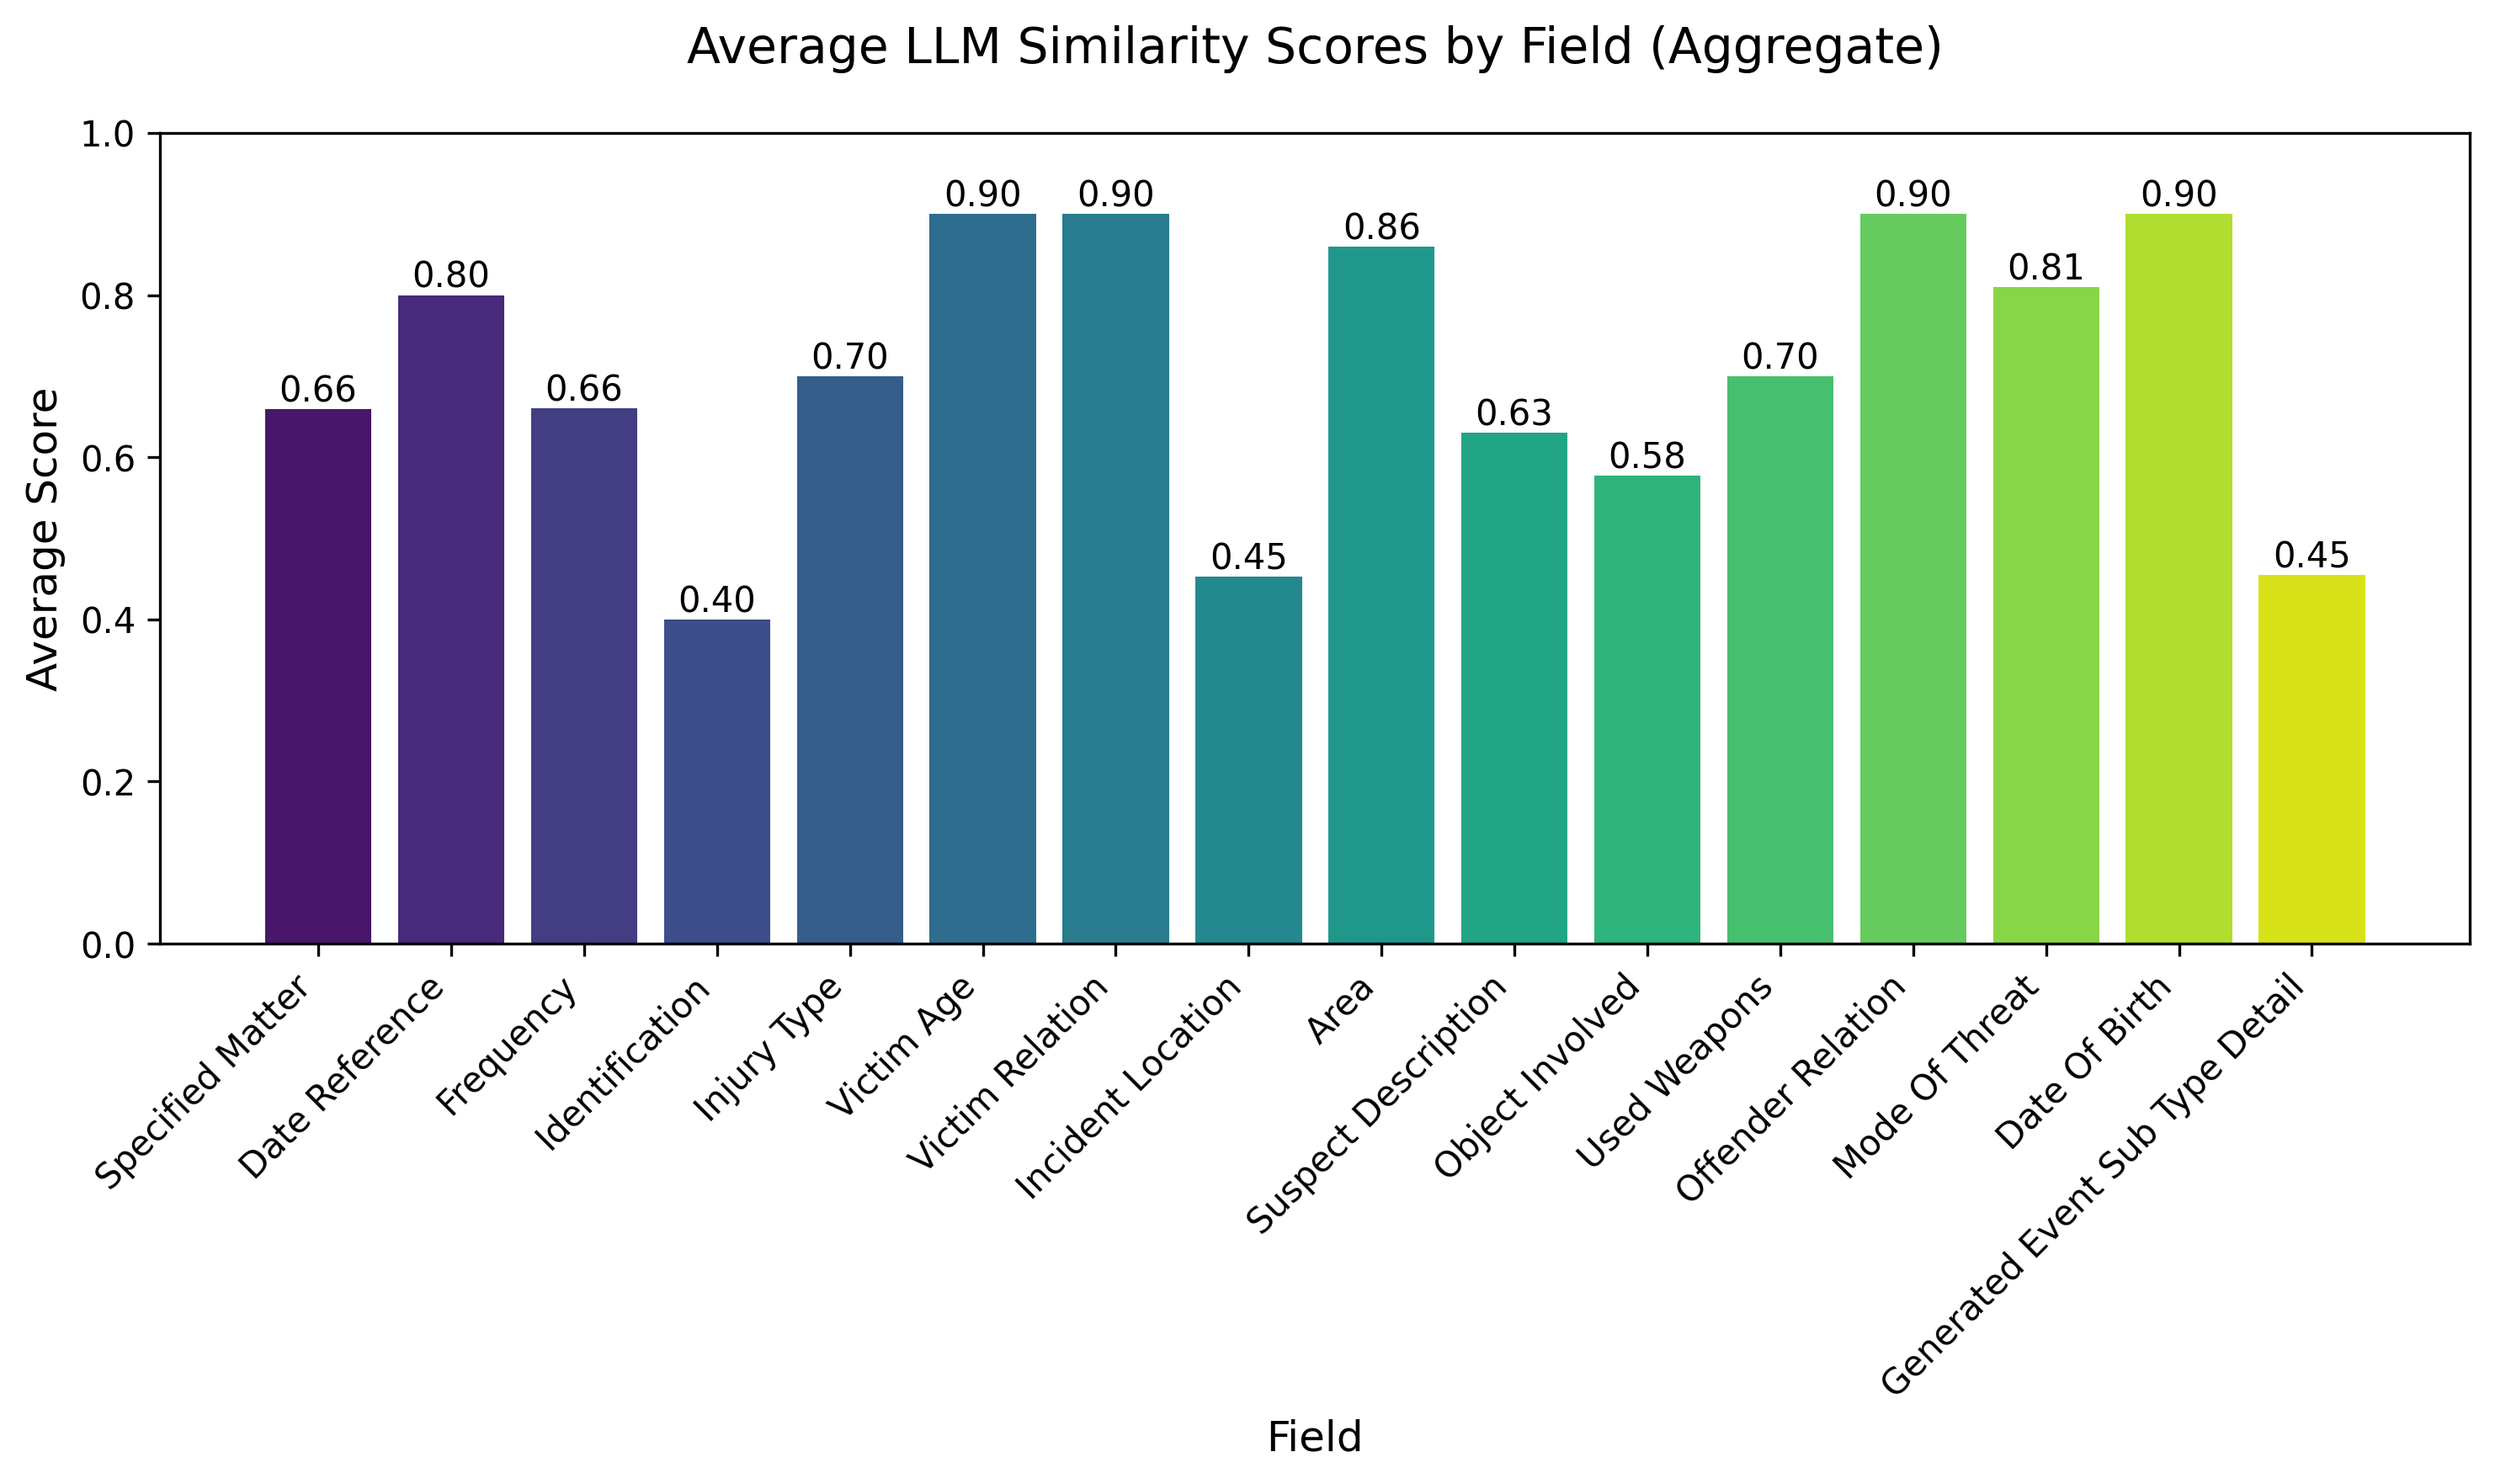 Average LLM Similarity Scores by Field (Aggregate)
Average Score
1.0
0.8
0.6
0.4
0.2
0.0
0.66
0.80
0.66
0.40
0.70
0.90
0.90
0.45
0.86
0.63
0.58
0.70
0.90
0.81
0.90
0.45
Specified Matter
Date Reference
Frequency
Identification
Injury Type
Victim Age
Victim Relation
Incident Location
Area
Suspect Description
Object Involved
Used Weapons
Offender Relation
Mode Of Threat
Date Of Birth
Generated Event Sub Type Detail
Field